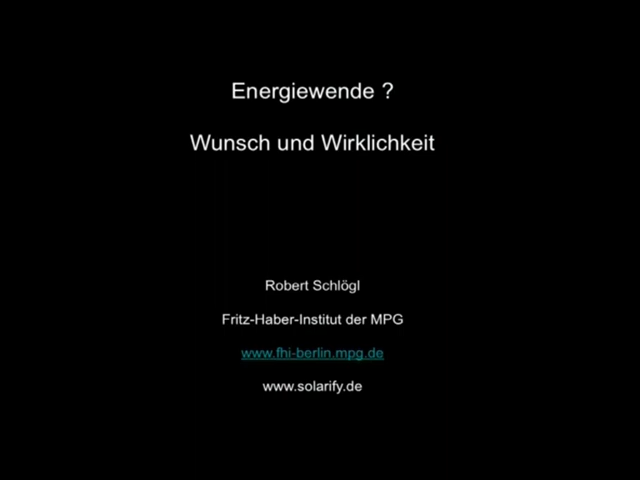 Energiewende ?
Wunsch und Wirklichkeit
Robert Schlögl
Fritz-Haber-Institut der MPG
www.fhi-berlin.mpg.de
www.solarify.de